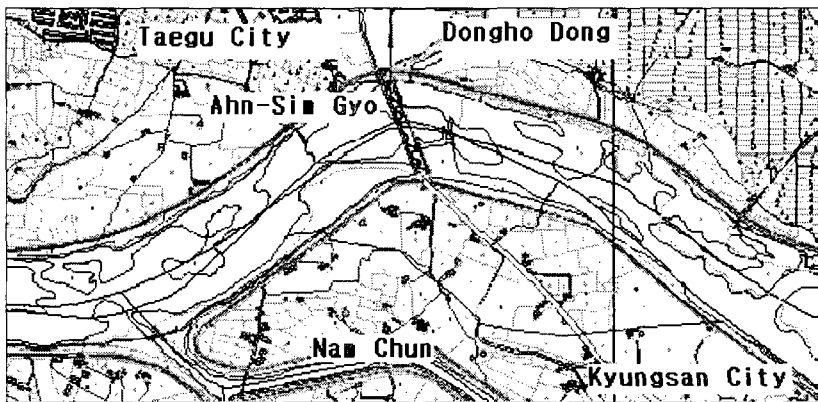 Taegu City
Dongho Dong
Ahn-Sim Gyo
Nam Chun
Kyungsan City